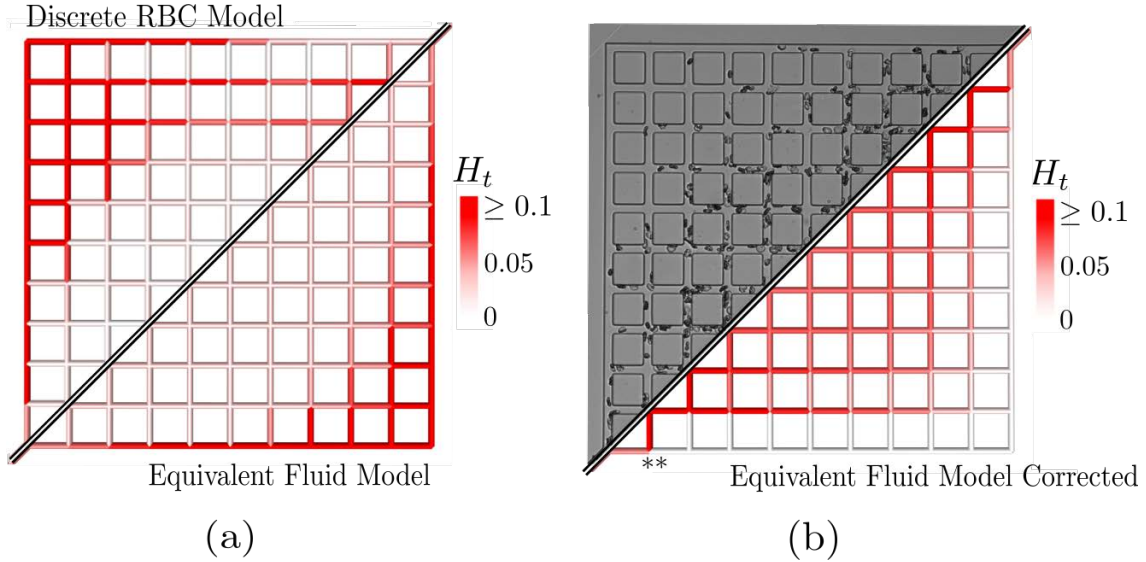 Discrete RBC Model
H_t
≥ 0.1
0.05
0
Equivalent Fluid Model
(a)
H_t
≥ 0.1
0.05
0
**
Equivalent Fluid Model Corrected
(b)